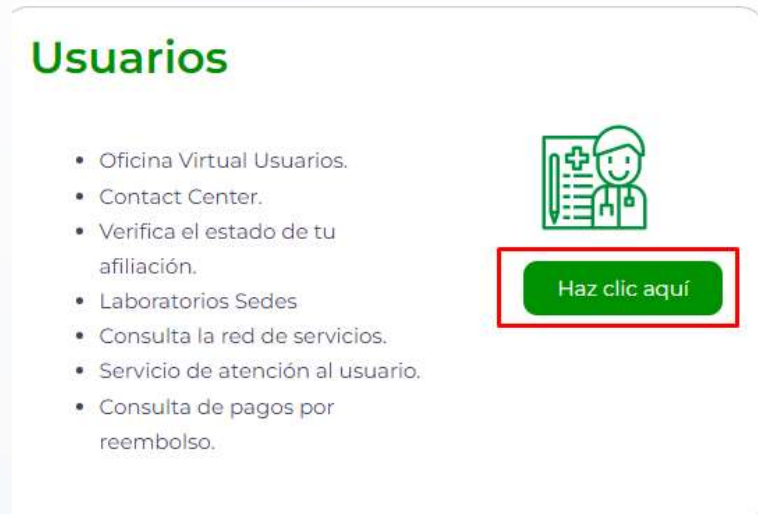 Usuarios
Oficina Virtual Usuarios.
Contact Center.
Verifica el estado de tu
afiliación.
Laboratorios Sedes
Consulta la red de servicios.
Servicio de atención al usuario.
Consulta de pagos por
reembolso.
Haz clic aquí